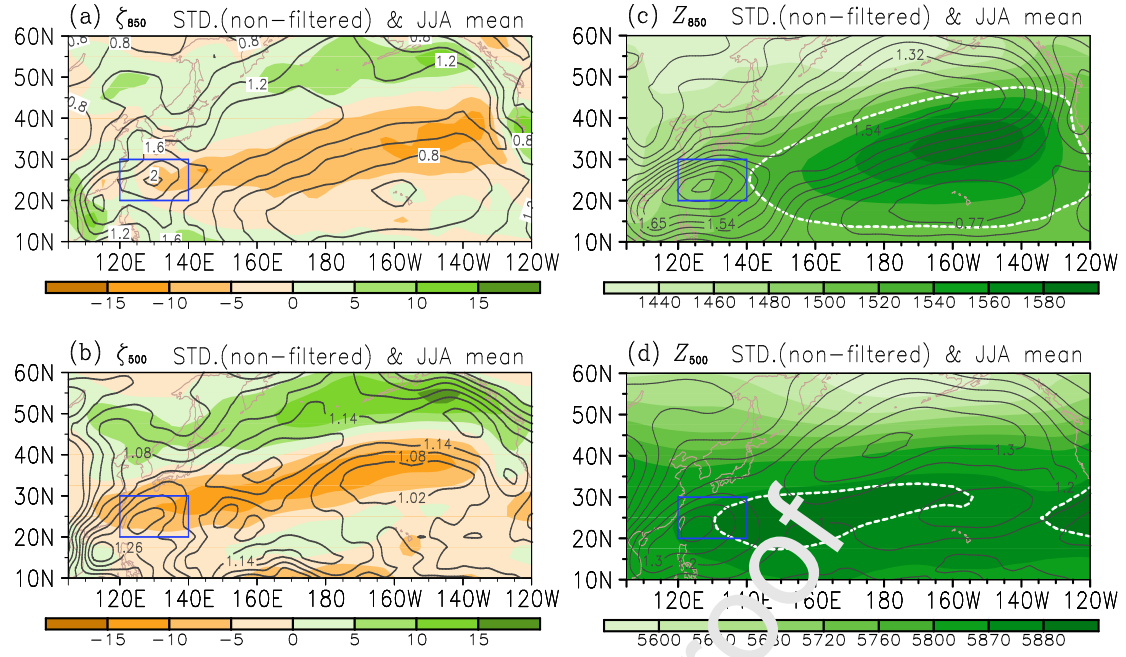 (a) ζ850 STD.(non-filtered) & JJA mean
60N
50N
40N
30N
20N
10N
0.8 0.8 0.8
1.2
1.2
0.8
1.6
0.8
2
0.8
1.2 1.6
120E 140E 160E 180 160W 140W 120W
-15 -10 -5 0 5 10 15
(c) Z850 STD.(non-filtered) & JJA mean
60N
50N
40N
30N
20N
10N
1.32
1.54
1.65 1.54 0.77
120E 140E 160E 180 160W 140W 120W
1440 1460 1480 1500 1520 1540 1560 1580
(b) ζ500 STD.(non-filtered) & JJA mean
60N
50N
40N
30N
20N
10N
1.14
1.08 1.14
1.08
1.02
1.26
1.14
120E 140E 160E 180 160W 140W 120W
-15 -10 -5 0 5 10 15
(d) Z500 STD.(non-filtered) & JJA mean
60N
50N
40N
30N
20N
10N
1.3
1.2
1.3
120E 140E 160E 180 160W 140W 120W
5600 5680 5720 5760 5800 5870 5880
oof